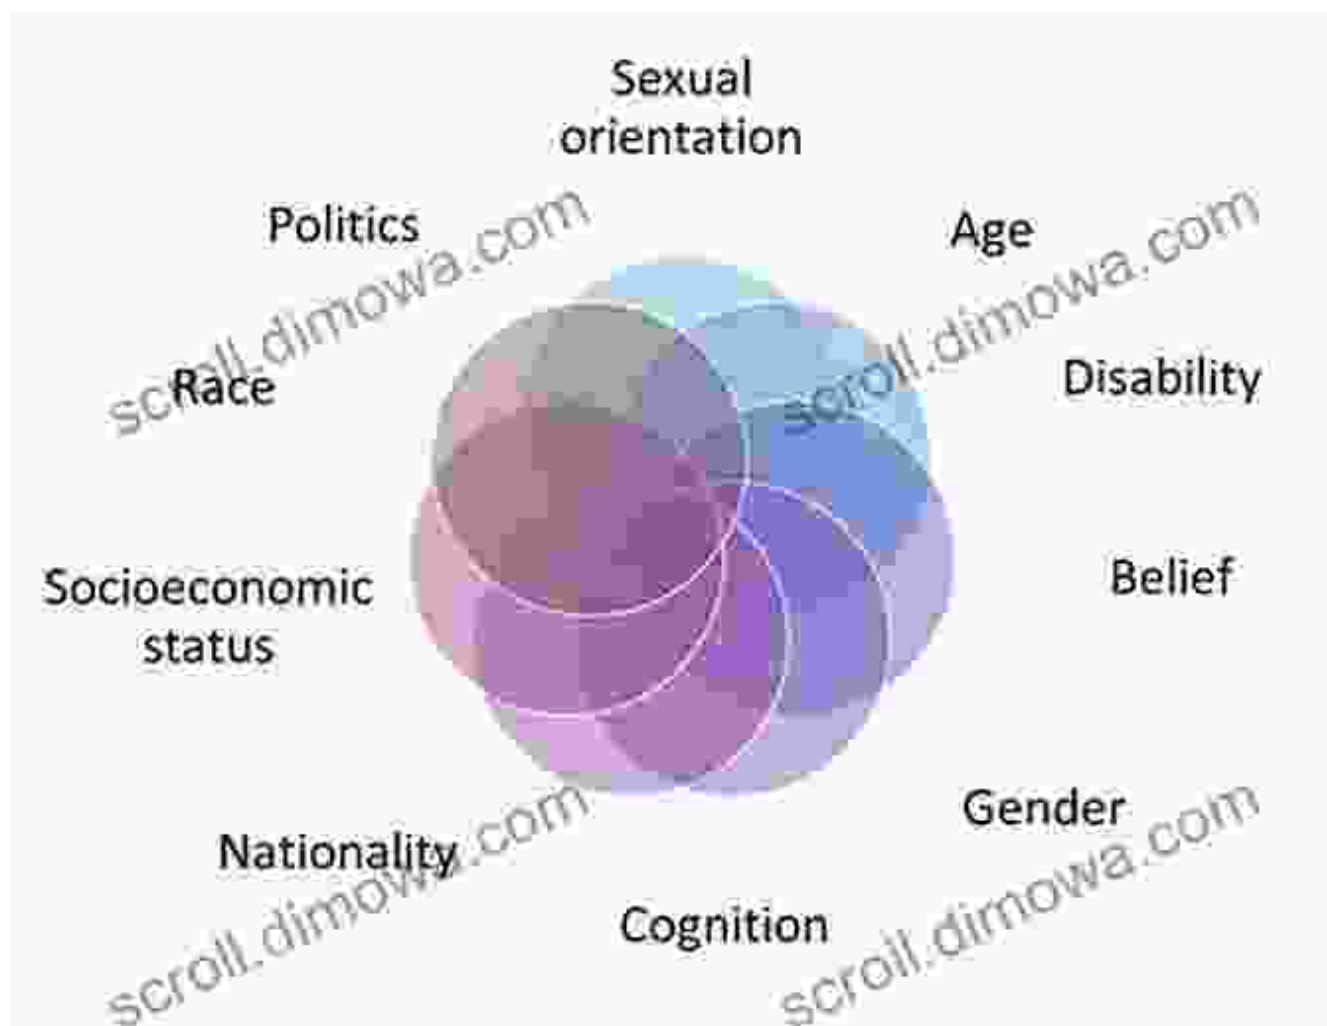 Sexual
orientation
Politics
Age
scroll.dimowa.com
scroll.dimowa.com
Race
Disability
Socioeconomic
status
Belief
Gender
Nationality
scroll.dimowa.com
scroll.dimowa.com
Cognition